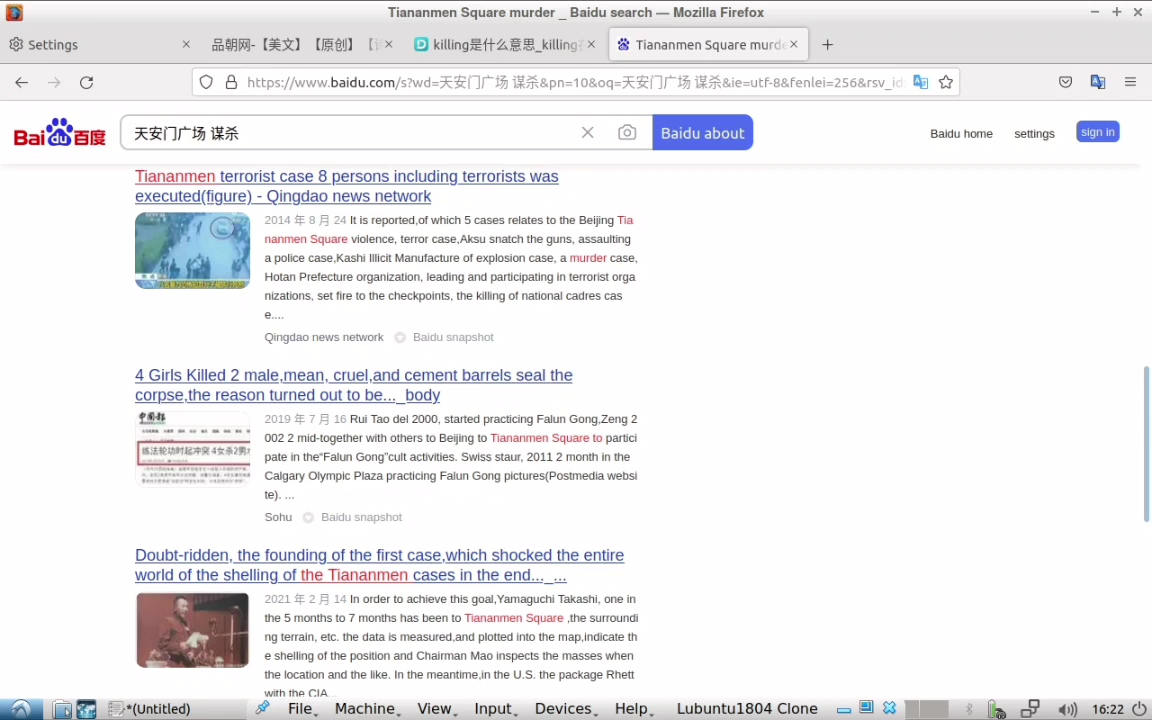 Tiananmen Square murder _ Baidu search — Mozilla Firefox
Settings
品朝网-【美文】【原创】
killing是什么意思_killing
Tiananmen Square murde
https://www.baidu.com/s?wd=天安门广场 谋杀&pn=10&oq=天安门广场 谋杀&ie=utf-8&fenlei=256&rsv_id
Bai du 百度
天安门广场 谋杀
Baidu about
Baidu home
settings
sign in
Tiananmen terrorist case 8 persons including terrorists was
executed(figure) - Qingdao news network
2014 年 8 月 24 It is reported,of which 5 cases relates to the Beijing Tia
nanmen Square violence, terror case,Aksu snatch the guns, assaulting
a police case,Kashi Illicit Manufacture of explosion case, a murder case,
Hotan Prefecture organization, leading and participating in terrorist orga
nizations, set fire to the checkpoints, the killing of national cadres cas
e....
Qingdao news network
Baidu snapshot
4 Girls Killed 2 male,mean, cruel,and cement barrels seal the
corpse,the reason turned out to be..._body
中国报
练法轮功时起冲突 4女杀2男
2019 年 7 月 16 Rui Tao del 2000, started practicing Falun Gong,Zeng 2
002 2 mid-together with others to Beijing to Tiananmen Square to partici
pate in the“Falun Gong”cult activities. Swiss staur, 2011 2 month in the
Calgary Olympic Plaza practicing Falun Gong pictures(Postmedia websi
te). ...
Sohu
Baidu snapshot
Doubt-ridden, the founding of the first case,which shocked the entire
world of the shelling of the Tiananmen cases in the end..._...
2021 年 2 月 14 In order to achieve this goal,Yamaguchi Takashi, one in
the 5 months to 7 months has been to Tiananmen Square ,the surroundi
ng terrain, etc. the data is measured,and plotted into the map,indicate th
e shelling of the position and Chairman Mao inspects the masses when
the location and the like. In the meantime,in the U.S. the package Rhett
with the CIA...
*(Untitled)
File
Machine
View
Input
Devices
Help
Lubuntu1804 Clone
16:22